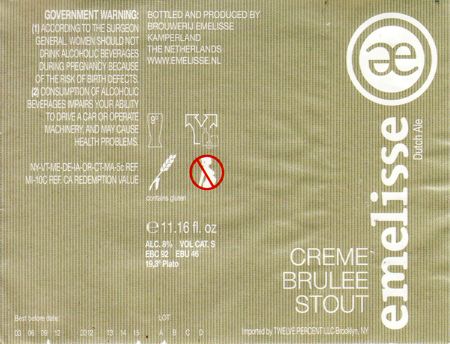 GOVERNMENT WARNING:
(1) ACCORDING TO THE SURGEON
GENERAL, WOMEN SHOULD NOT
DRINK ALCOHOLIC BEVERAGES
DURING PREGNANCY BECAUSE
OF THE RISK OF BIRTH DEFECTS.
(2) CONSUMPTION OF ALCOHOLIC
BEVERAGES IMPAIRS YOUR ABILITY
TO DRIVE A CAR OR OPERATE
MACHINERY, AND MAY CAUSE
HEALTH PROBLEMS.
NY-VT-ME-DE-IA-OR-CT-MA-5c REF.
MI-10C REF. CA REDEMPTION VALUE
Best before date:
03 06 09 12 2012 13 14 15
BOTTLED AND PRODUCED BY
BROUWERIJ EMELISSE
KAMPERLAND
THE NETHERLANDS
WWW.EMELISSE.NL
9°
contains gluten
℮ 11.16 fl. oz
ALC. 8% VOL CAT. S
EBC 92 EBU 46
19,3° Plato
LOT
A B C D
æ
emelisse
Dutch Ale
CREME
BRULEE
STOUT
Imported by TWELVE PERCENT LLC Brooklyn, NY